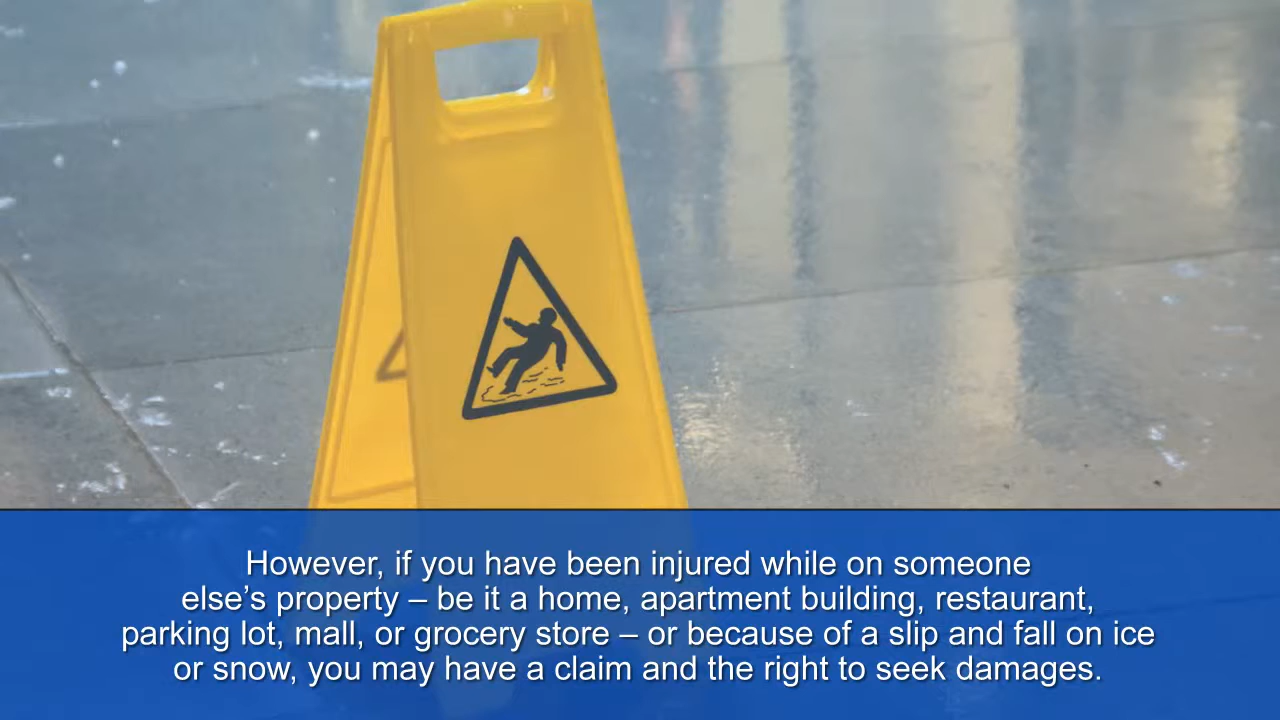 However, if you have been injured while on someone
else’s property – be it a home, apartment building, restaurant,
parking lot, mall, or grocery store – or because of a slip and fall on ice
or snow, you may have a claim and the right to seek damages.